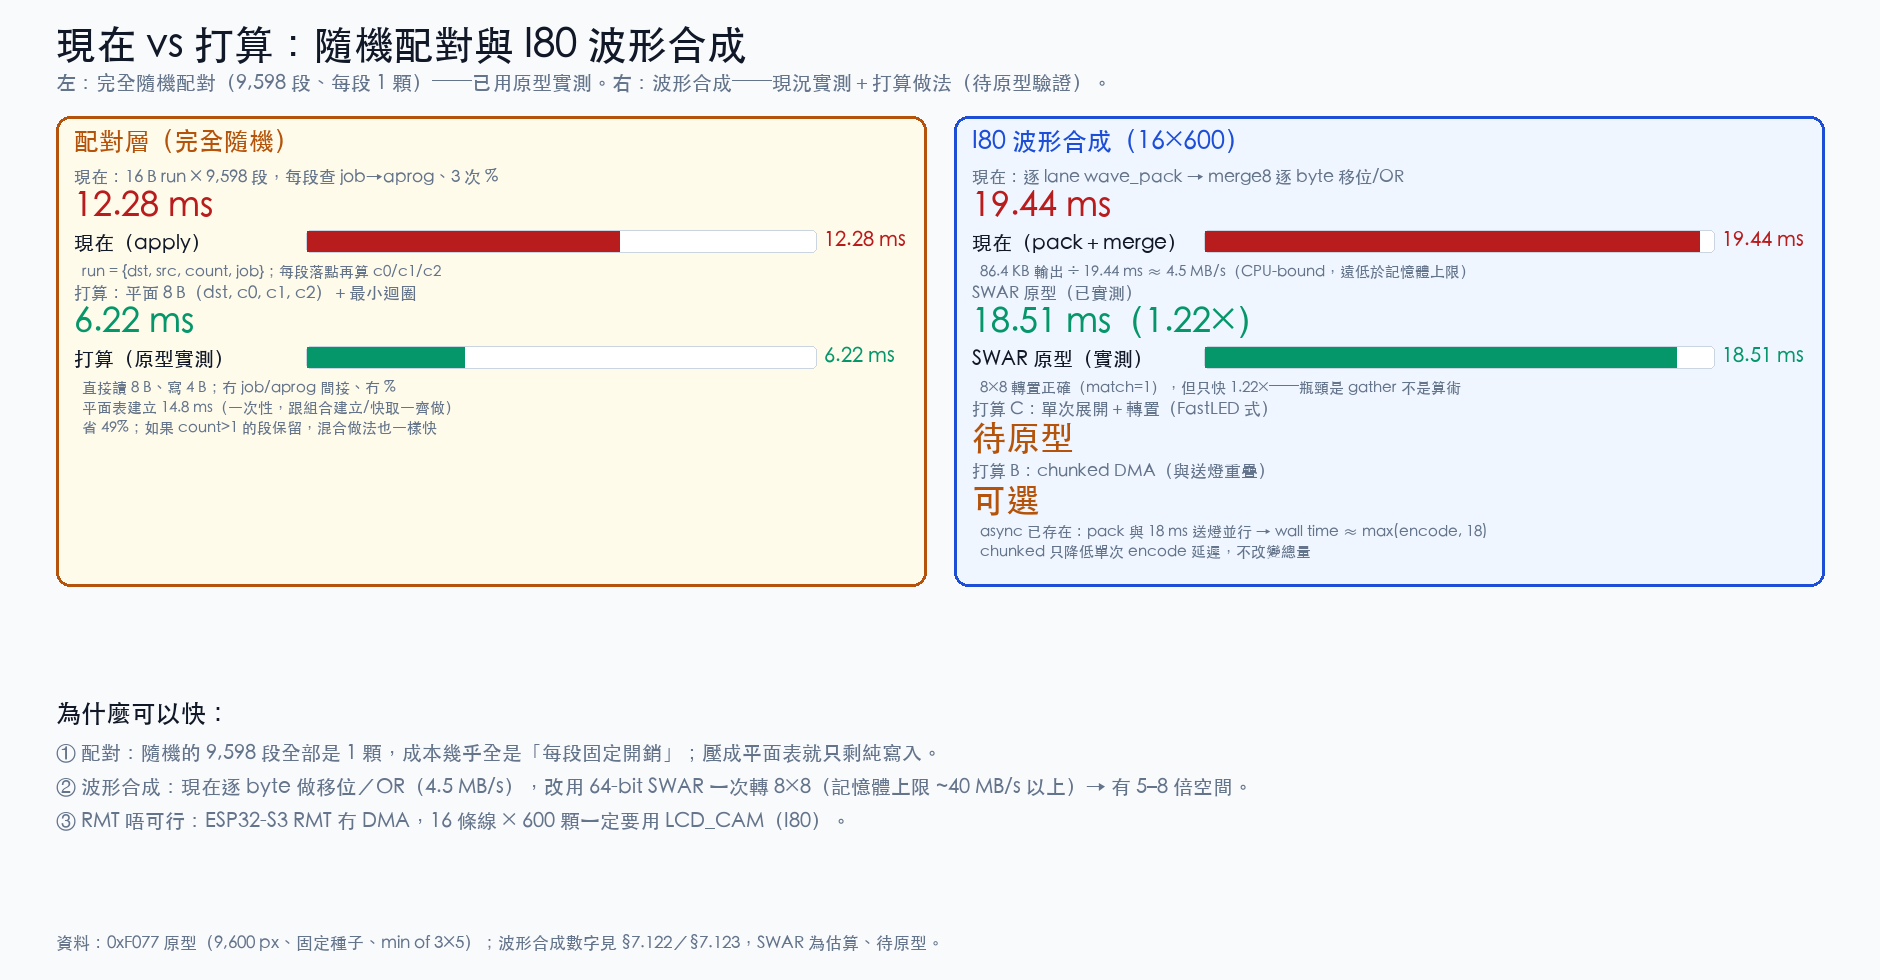 現在 vs 打算：隨機配對與 I80 波形合成
左：完全隨機配對（9,598 段、每段 1 顆）——已用原型實測。右：波形合成——現況實測＋打算做法（待原型驗證）。
配對層（完全隨機）
現在：16 B run × 9,598 段，每段查 job→aprog、3 次 %
12.28 ms
現在（apply）
12.28 ms
run = {dst, src, count, job}；每段落點再算 c0/c1/c2
打算：平面 8 B（dst, c0, c1, c2）＋最小迴圈
6.22 ms
打算（原型實測）
6.22 ms
直接讀 8 B、寫 4 B；冇 job/aprog 間接、冇 %
平面表建立 14.8 ms（一次性，跟組合建立/快取一齊做）
省 49%；如果 count>1 的段保留，混合做法也一樣快
I80 波形合成（16×600）
現在：逐 lane wave_pack → merge8 逐 byte 移位/OR
19.44 ms
現在（pack＋merge）
19.44 ms
86.4 KB 輸出 ÷ 19.44 ms ≈ 4.5 MB/s（CPU-bound，遠低於記憶體上限）
SWAR 原型（已實測）
18.51 ms（1.22×）
SWAR 原型（實測）
18.51 ms
8×8 轉置正確（match=1），但只快 1.22×——瓶頸是 gather 不是算術
打算 C：單次展開＋轉置（FastLED 式）
待原型
打算 B：chunked DMA（與送燈重疊）
可選
async 已存在：pack 與 18 ms 送燈並行 → wall time ≈ max(encode, 18)
chunked 只降低單次 encode 延遲，不改變總量
為什麼可以快：
① 配對：隨機的 9,598 段全部是 1 顆，成本幾乎全是「每段固定開銷」；壓成平面表就只剩純寫入。
② 波形合成：現在逐 byte 做移位／OR（4.5 MB/s），改用 64-bit SWAR 一次轉 8×8（記憶體上限 ~40 MB/s 以上）→ 有 5–8 倍空間。
③ RMT 唔可行：ESP32-S3 RMT 冇 DMA，16 條線 × 600 顆一定要用 LCD_CAM（I80）。
資料：0xF077 原型（9,600 px、固定種子、min of 3×5）；波形合成數字見 §7.122／§7.123，SWAR 為估算、待原型。